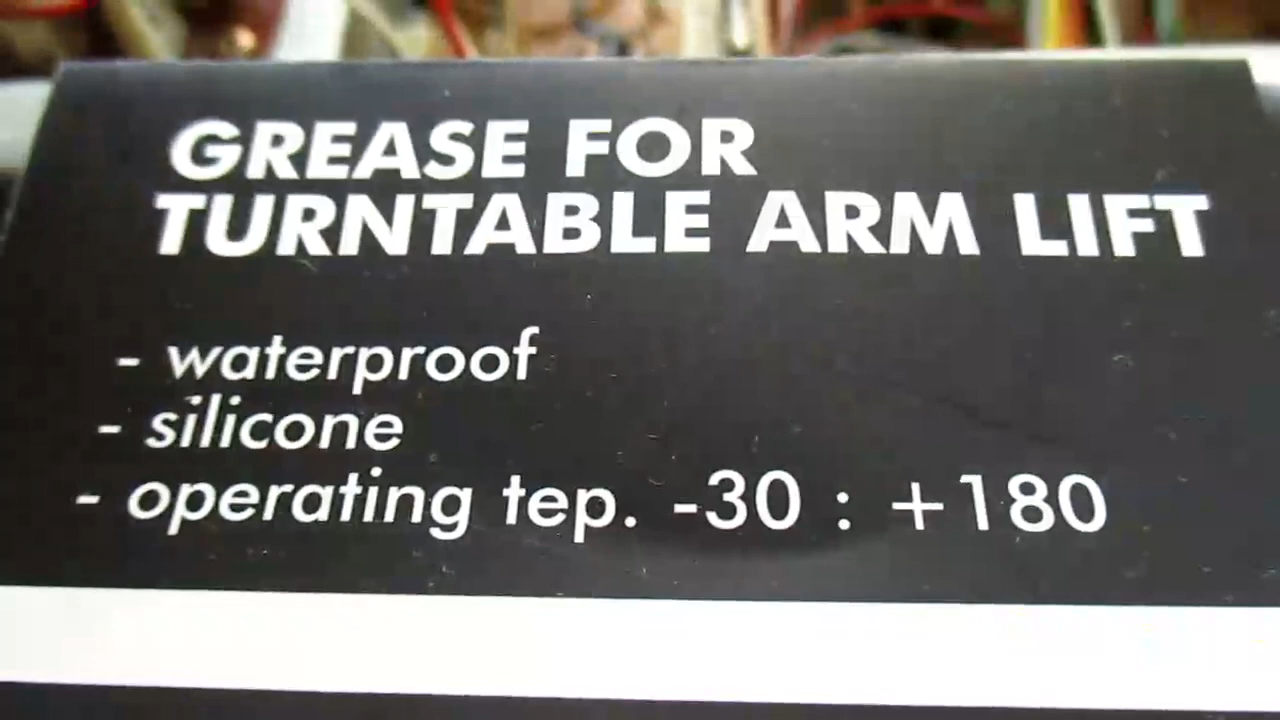 GREASE FOR
TURNTABLE ARM LIFT
- waterproof
- silicone
- operating tep. -30 : +180